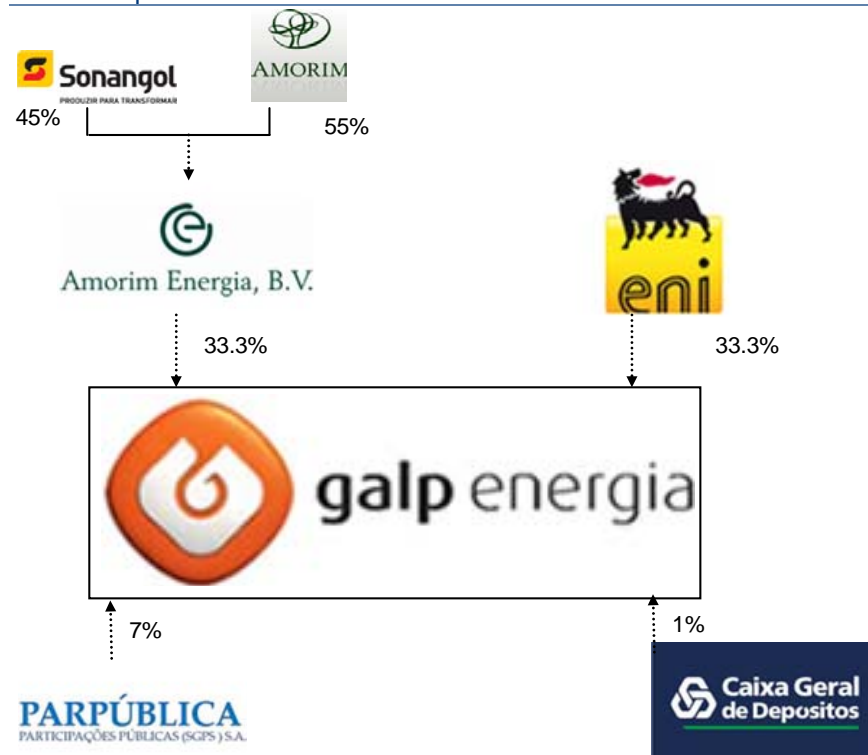 Sonangol
PRODUZIR PARA TRANSFORMAR
AMORIM
45%
55%
Amorim Energia, B.V.
eni
33.3%
33.3%
galp energia
7%
1%
PARPÚBLICA
PARTICIPAÇÕES PÚBLICAS (SGPS) S.A.
Caixa Geral
de Depositos